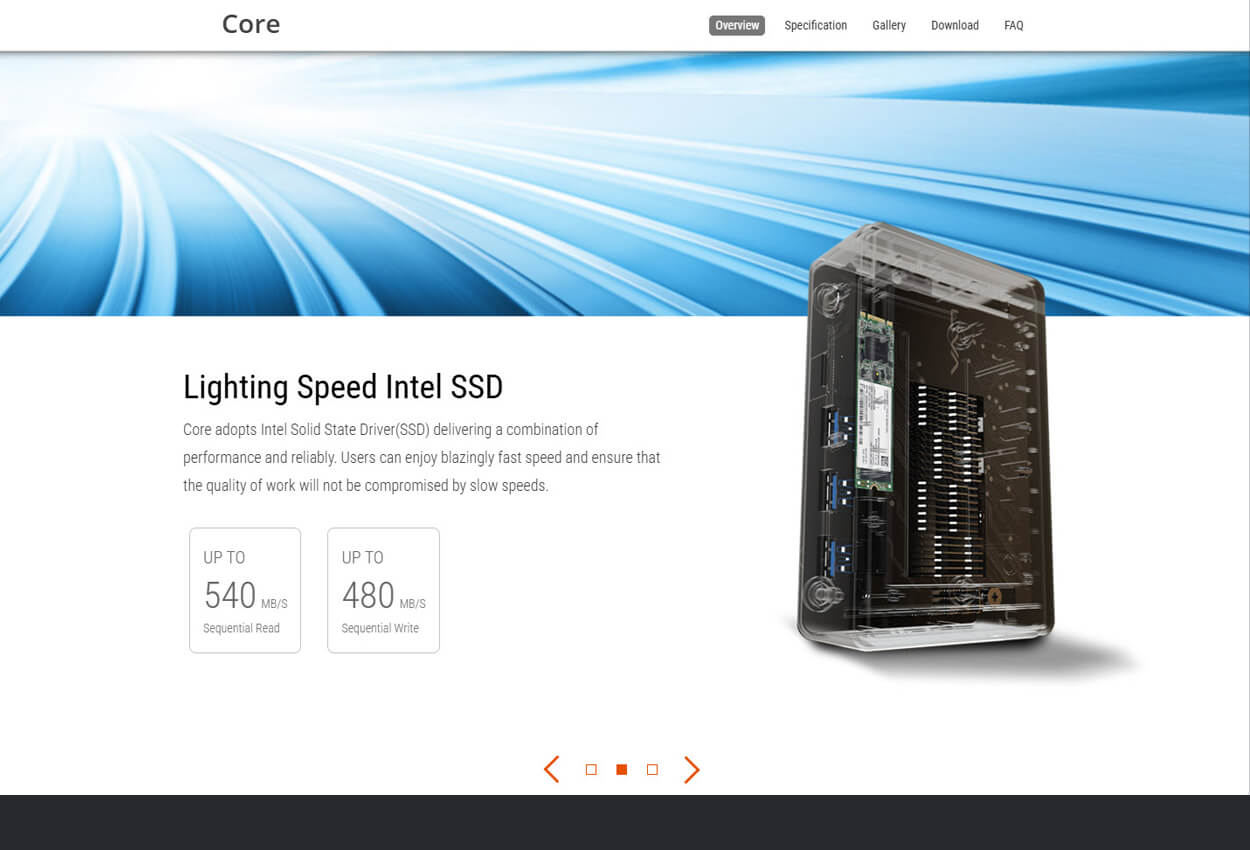 Core
Overview Specification Gallery Download FAQ
Lighting Speed Intel SSD
Core adopts Intel Solid State Driver(SSD) delivering a combination of
performance and reliably. Users can enjoy blazingly fast speed and ensure that
the quality of work will not be compromised by slow speeds.
UP TO
540 MB/S
Sequential Read
UP TO
480 MB/S
Sequential Write